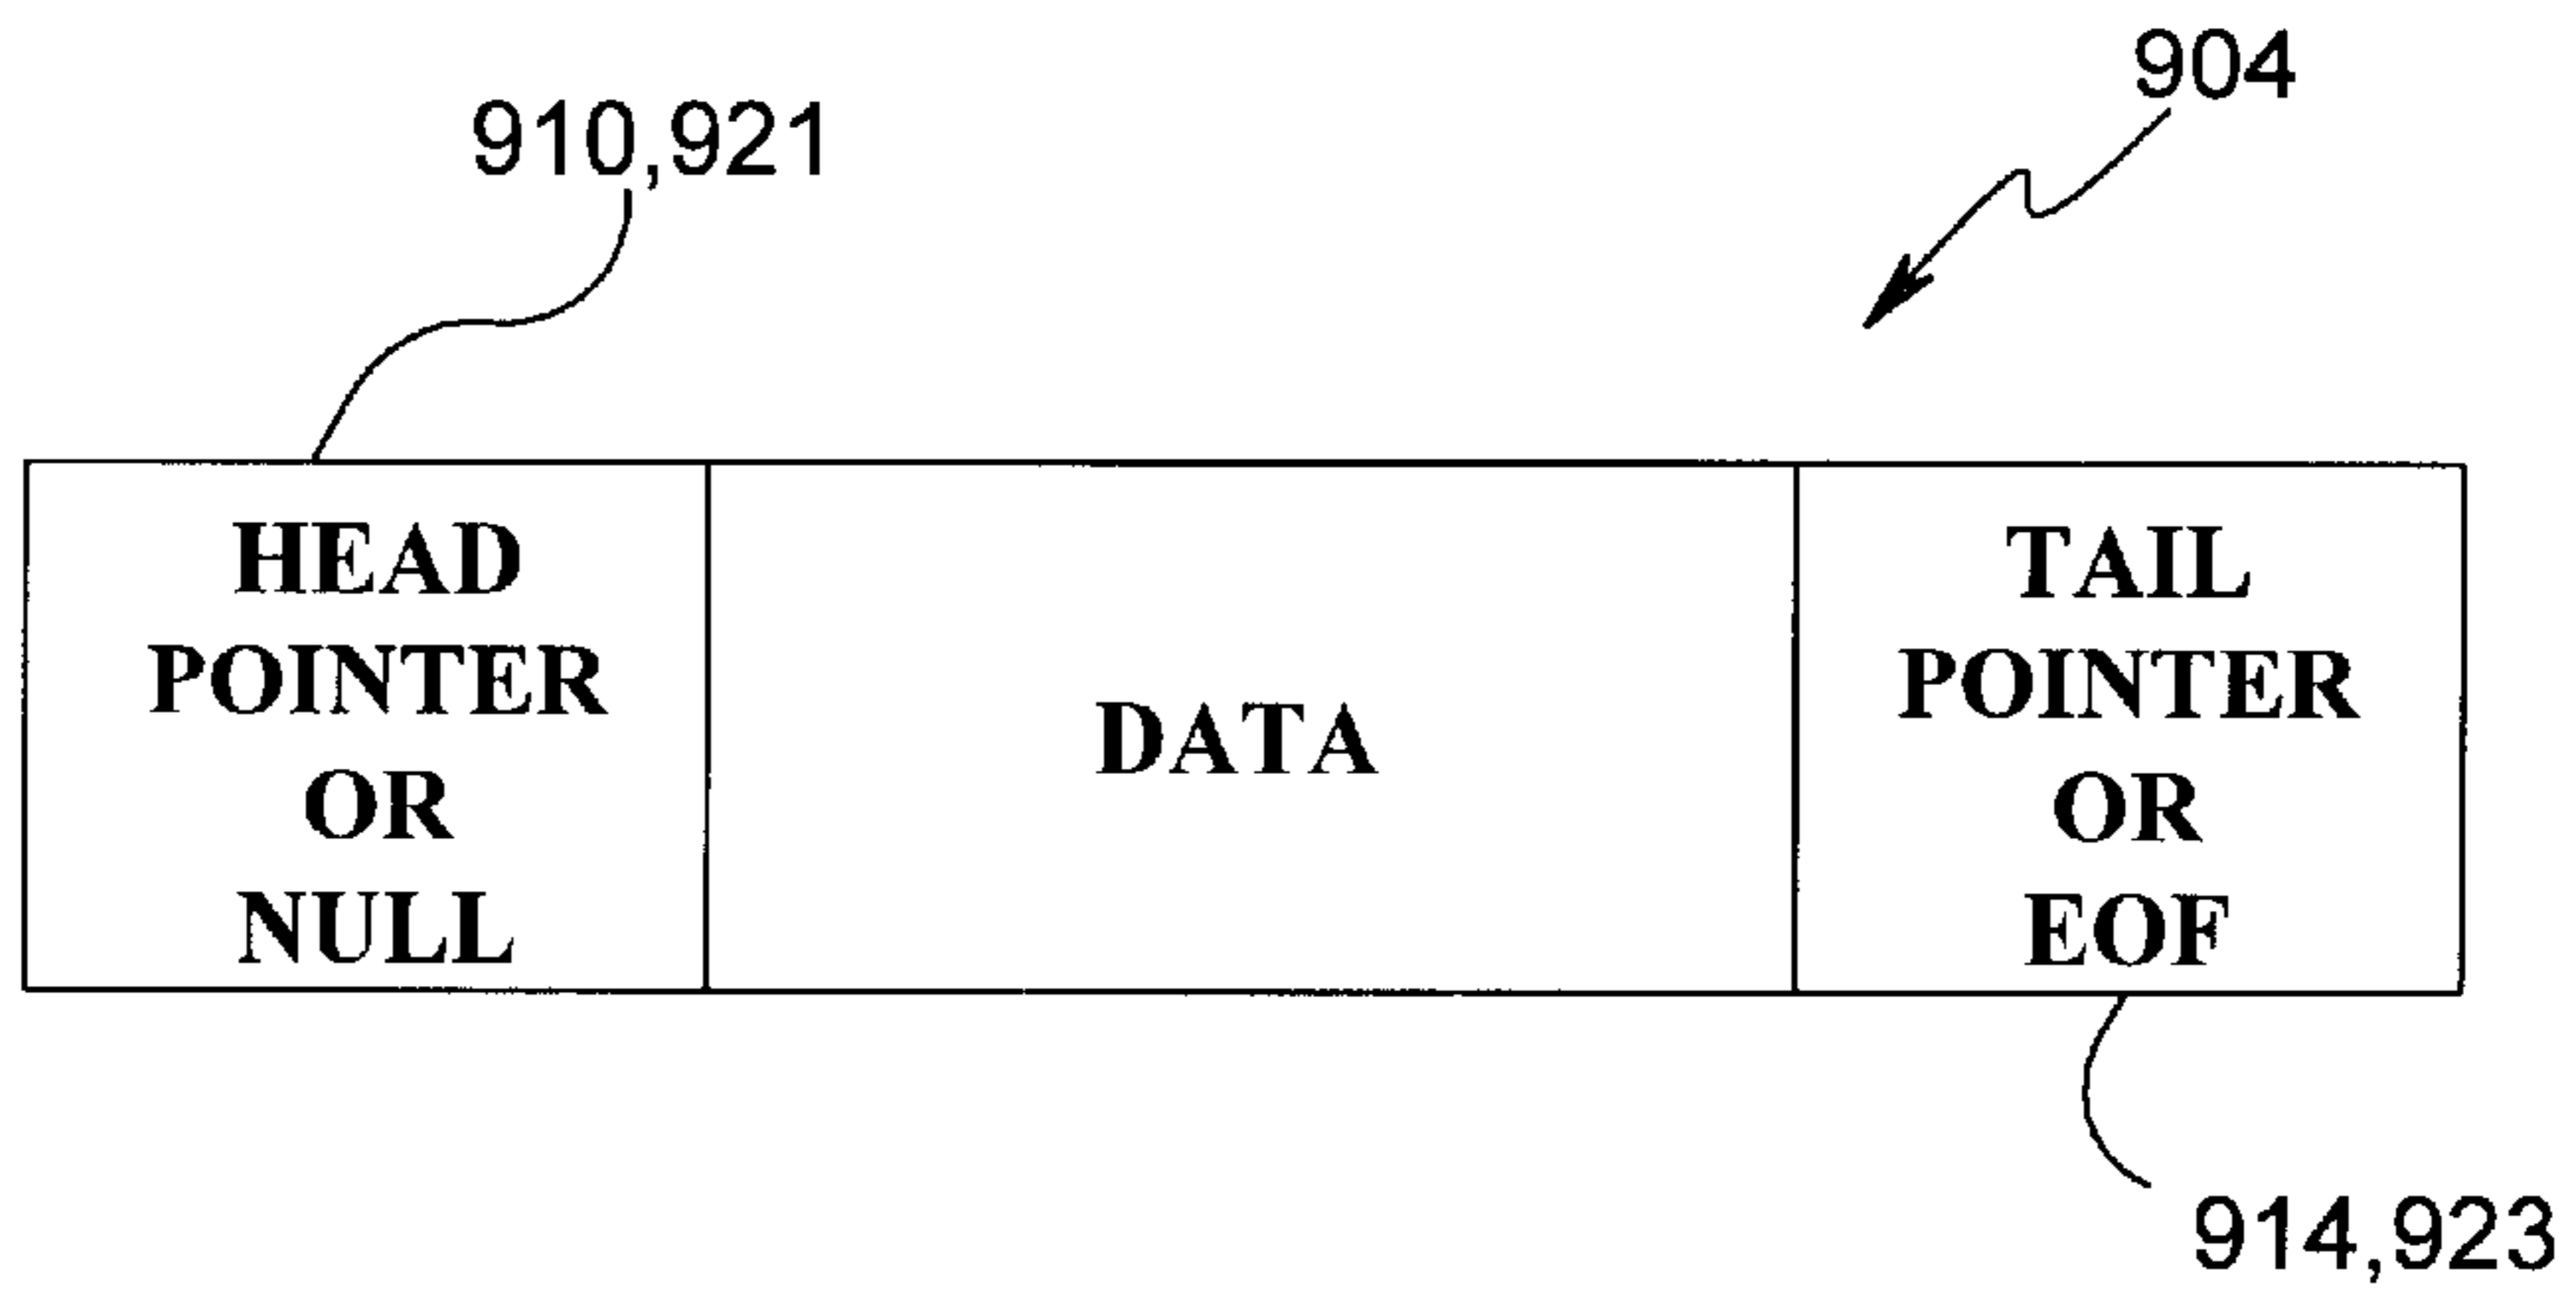 904
910,921
HEAD
POINTER
OR
NULL
DATA
TAIL
POINTER
OR
EOF
914,923